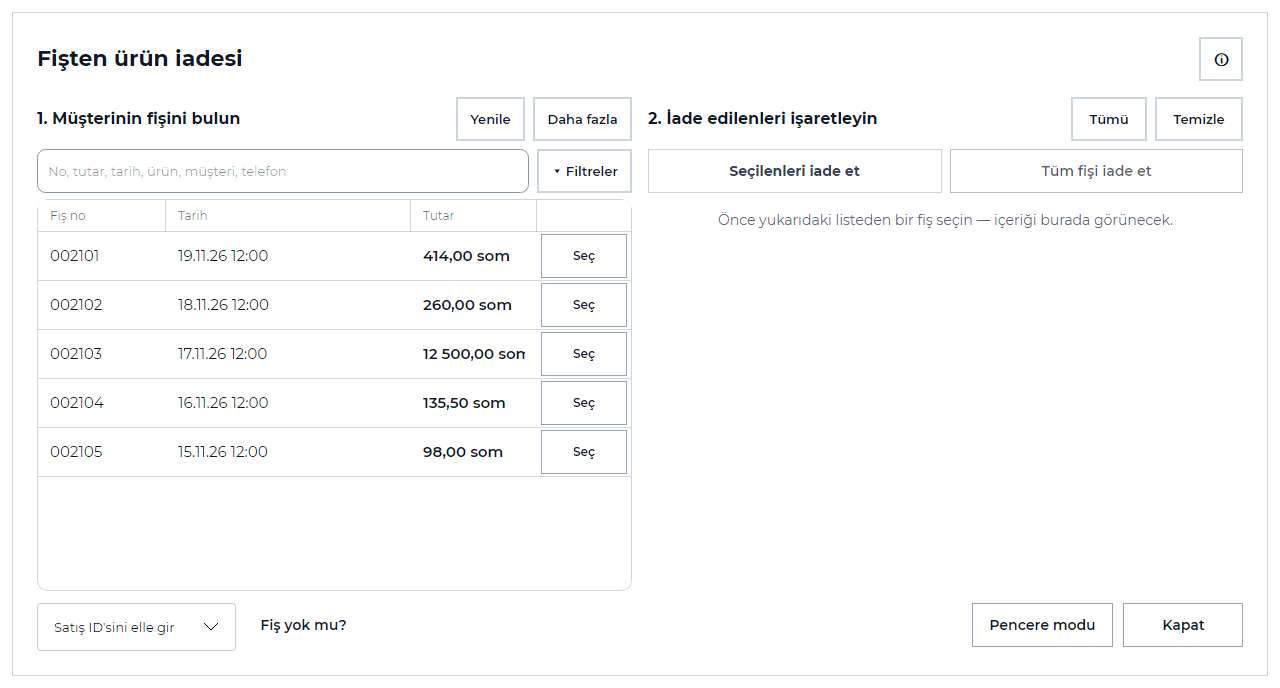 Fişten ürün iadesi
1. Müşterinin fişini bulun
Yenile
Daha fazla
No, tutar, tarih, ürün, müşteri, telefon
Filtreler
Fiş no Tarih Tutar
002101 19.11.26 12:00 414,00 som Seç
002102 18.11.26 12:00 260,00 som Seç
002103 17.11.26 12:00 12 500,00 som Seç
002104 16.11.26 12:00 135,50 som Seç
002105 15.11.26 12:00 98,00 som Seç
Satış ID'sini elle gir
Fiş yok mu?
2. İade edilenleri işaretleyin
Tümü
Temizle
Seçilenleri iade et
Tüm fişi iade et
Önce yukarıdaki listeden bir fiş seçin — içeriği burada görünecek.
Pencere modu
Kapat